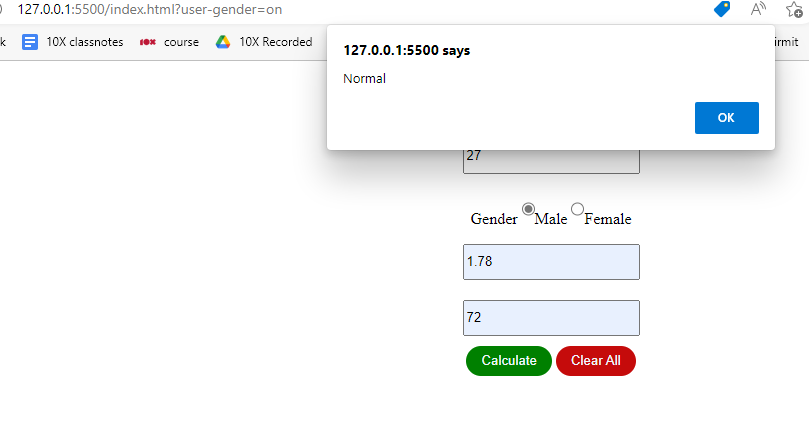 127.0.0.1:5500/index.html?user-gender=on
k 10X classnotes 10X course 10X Recorded irmit
127.0.0.1:5500 says
Normal
OK
27
Gender Male Female
1.78
72
Calculate Clear All